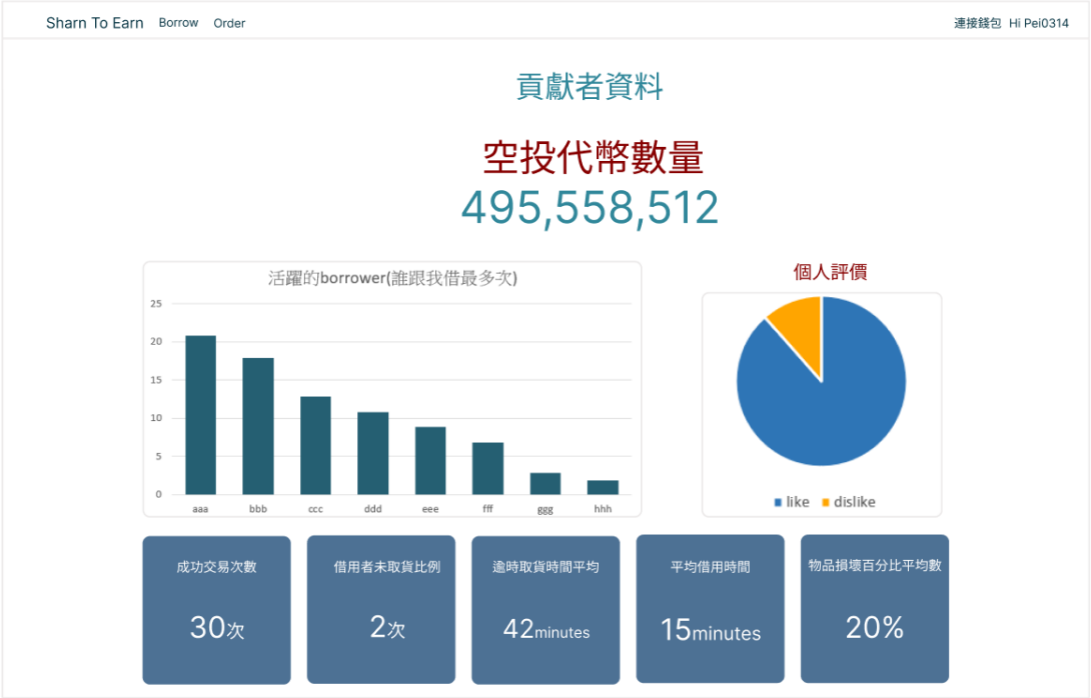 Sharn To Earn Borrow Order 連接錢包 Hi Pei0314
貢獻者資料
空投代幣數量
495,558,512
活躍的borrower(誰跟我借最多次)
25
20
15
10
5
0
aaa bbb ccc ddd eee fff ggg hhh
個人評價
like dislike
成功交易次數
30次
借用者未取貨比例
2次
逾時取貨時間平均
42minutes
平均借用時間
15minutes
物品損壞百分比平均數
20%